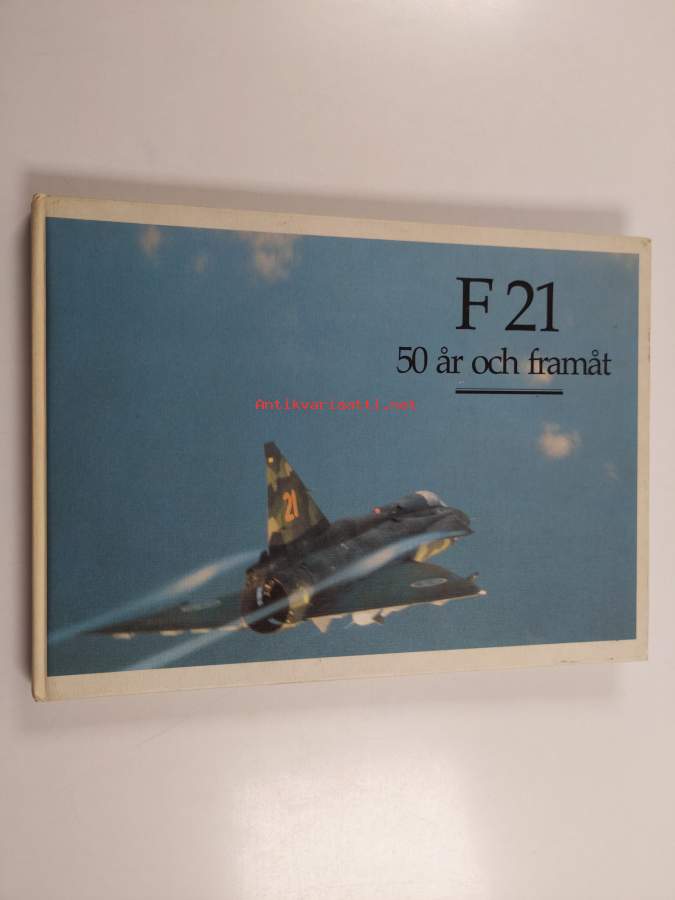 F 21
50 år och framåt
Antikvariaatti.net
21